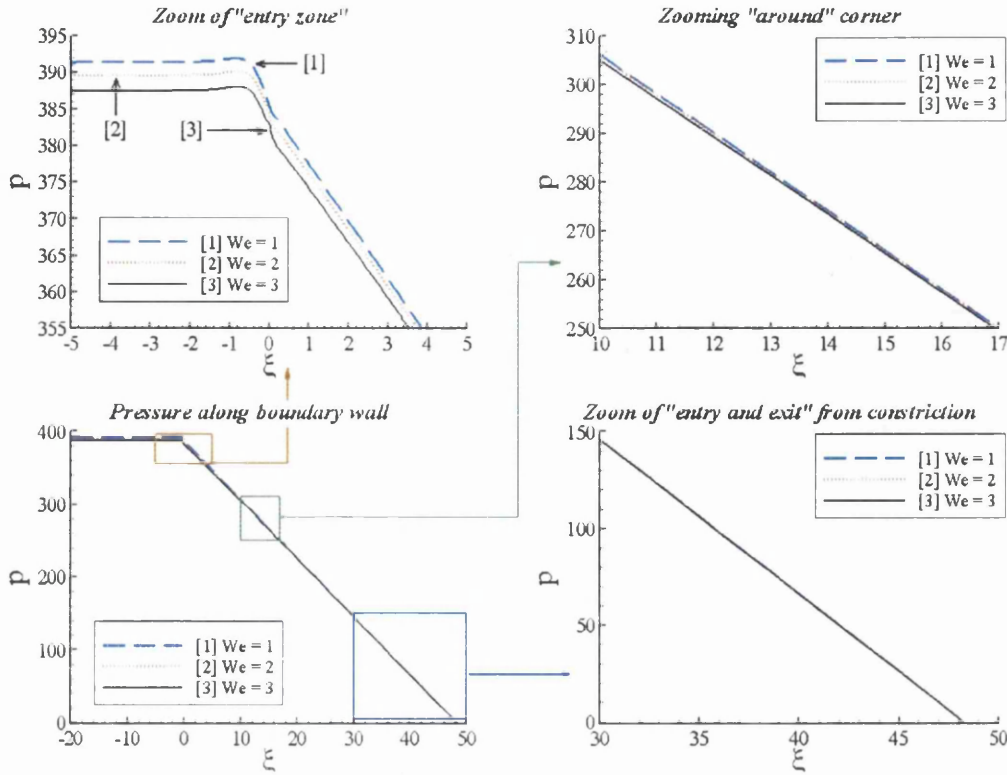 Zoom of "entry zone"
395
390
385
380
375
370
365
360
355
p
[1]
[2]
[3]
[1] We = 1
[2] We = 2
[3] We = 3
-5 -4 -3 -2 -1 0 1 2 3 4 5
ξ
Zooming "around" corner
310
300
290
280
270
260
250
p
[1] We = 1
[2] We = 2
[3] We = 3
10 11 12 13 14 15 16 17
ξ
Pressure along boundary wall
400
300
200
100
0
p
[1] We = 1
[2] We = 2
[3] We = 3
-20 -10 0 10 20 30 40 50
ξ
Zoom of "entry and exit" from constriction
150
100
50
0
p
[1] We = 1
[2] We = 2
[3] We = 3
30 35 40 45 50
ξ